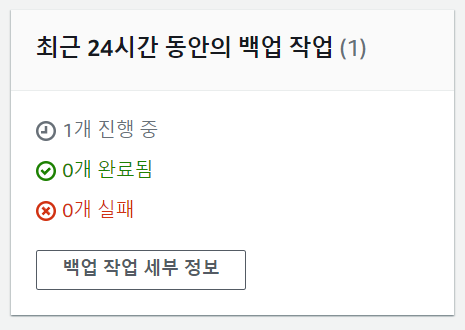 최근 24시간 동안의 백업 작업 (1)
1개 진행 중
0개 완료됨
0개 실패
백업 작업 세부 정보